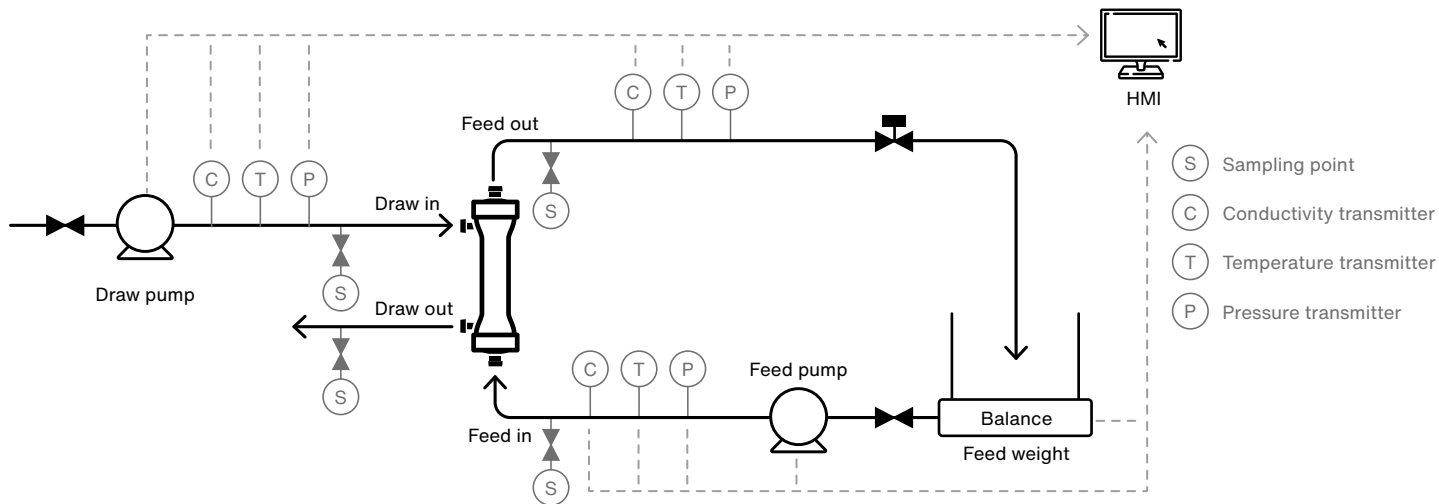 HMI
C T P
Feed out
S Sampling point
C T P
Draw in
S
C Conductivity transmitter
T Temperature transmitter
Draw pump
S
Draw out
P Pressure transmitter
C T P
Feed pump
S
Balance
Feed in
Feed weight
S